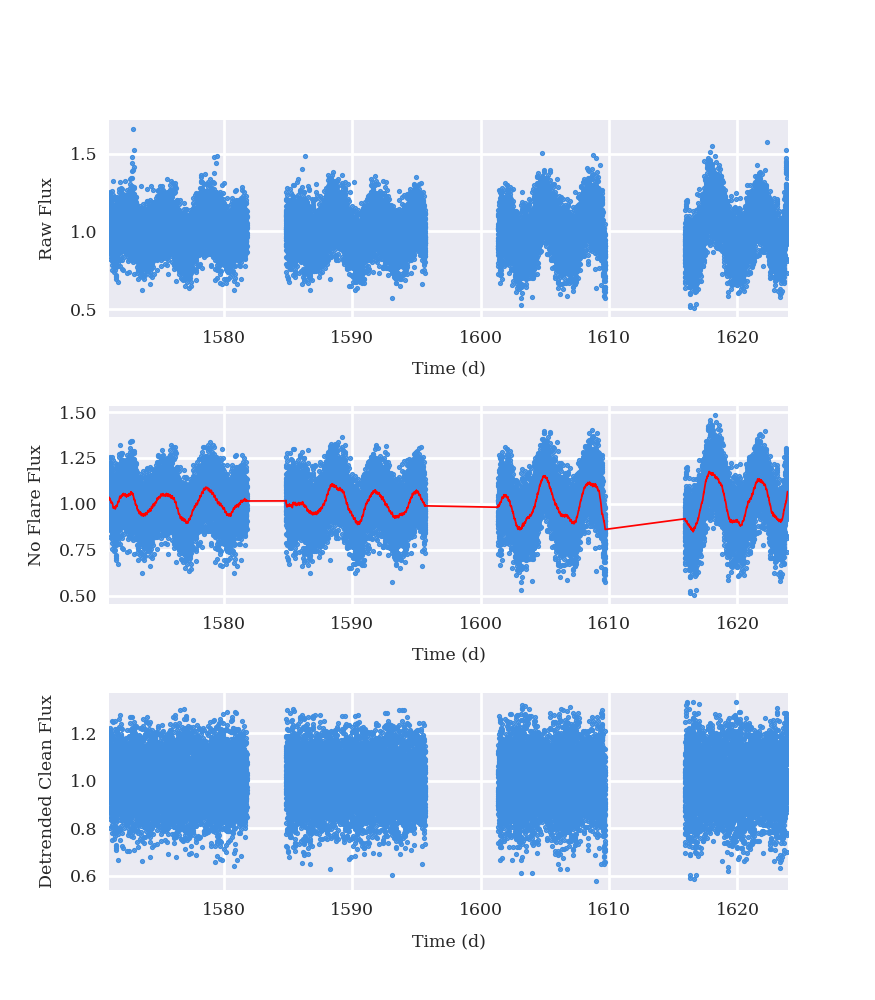 Raw Flux
1.5
1.0
0.5
1580 1590 1600 1610 1620
Time (d)
No Flare Flux
1.50
1.25
1.00
0.75
0.50
1580 1590 1600 1610 1620
Time (d)
Detrended Clean Flux
1.2
1.0
0.8
0.6
1580 1590 1600 1610 1620
Time (d)